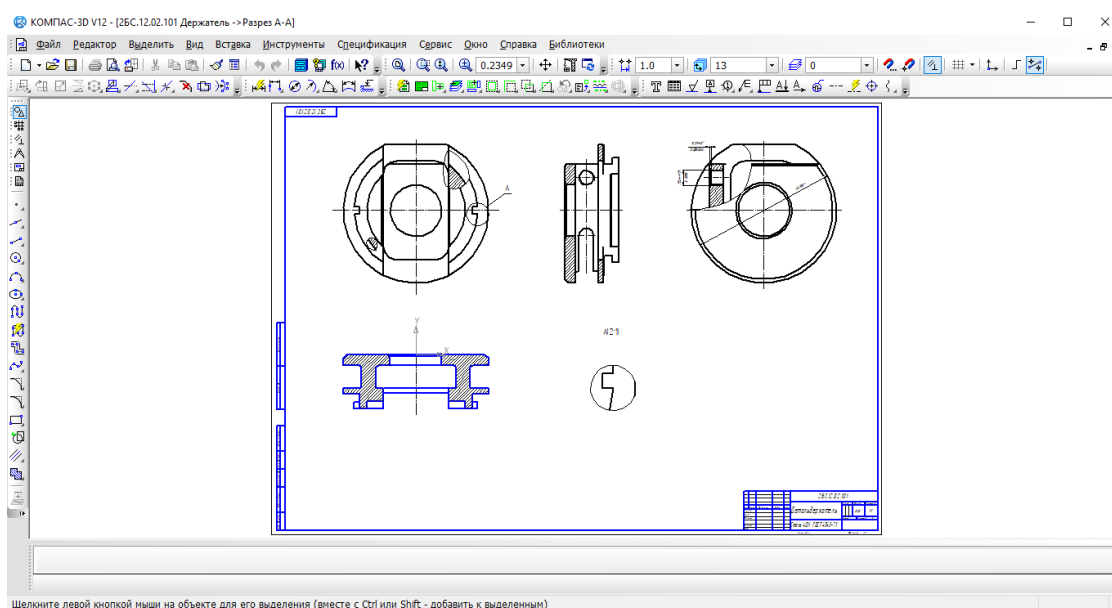 КОМПАС-3D V12 - [2БС.12.02.101 Держатель ->Разрез А-А]
Файл Редактор Выделить Вид Вставка Инструменты Спецификация Сервис Окно Справка Библиотеки
0.2349 1.0 13 0
f(x)
А
Y
X
А(2:1)
Щелкните левой кнопкой мыши на объекте для его выделения (вместе с Ctrl или Shift - добавить к выделенным)